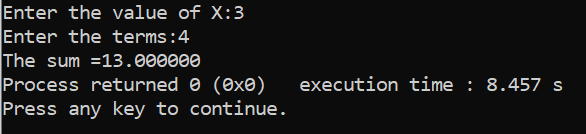 Enter the value of X:3
Enter the terms:4
The sum =13.000000
Process returned 0 (0x0)   execution time : 8.457 s
Press any key to continue.